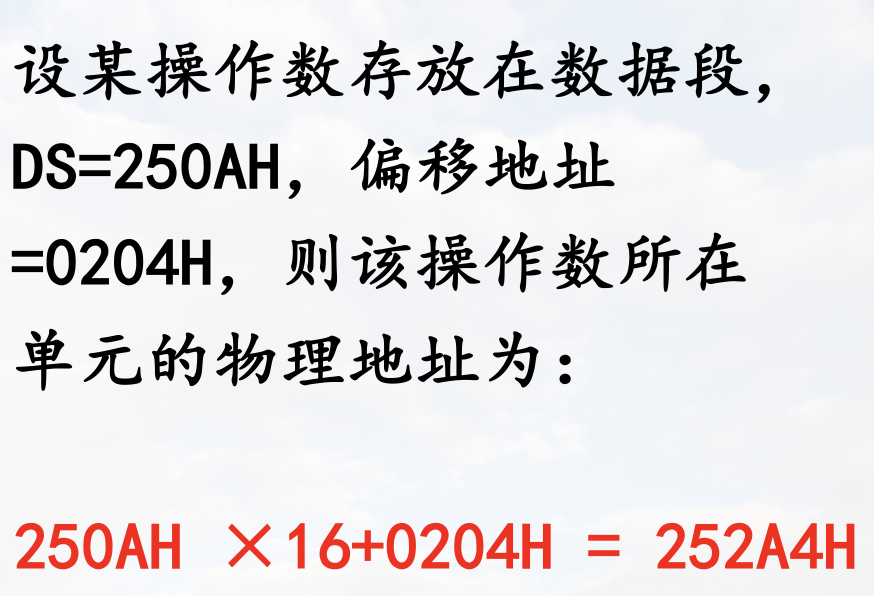 设某操作数存放在数据段，
DS=250AH，偏移地址
=0204H，则该操作数所在
单元的物理地址为：
250AH ×16+0204H = 252A4H